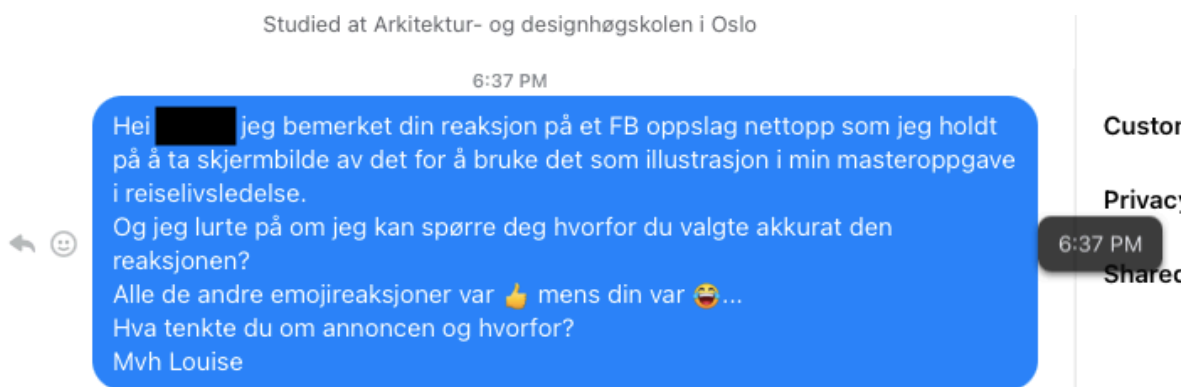 Studied at Arkitektur- og designhøgskolen i Oslo
6:37 PM
Hei jeg bemerket din reaksjon på et FB oppslag nettopp som jeg holdt
på å ta skjermbilde av det for å bruke det som illustrasjon i min masteroppgave
i reiselivsledelse.
Og jeg lurte på om jeg kan spørre deg hvorfor du valgte akkurat den
reaksjonen?
Alle de andre emojireaksjoner var 👍 mens din var 😂...
Hva tenkte du om annoncen og hvorfor?
Mvh Louise
6:37 PM